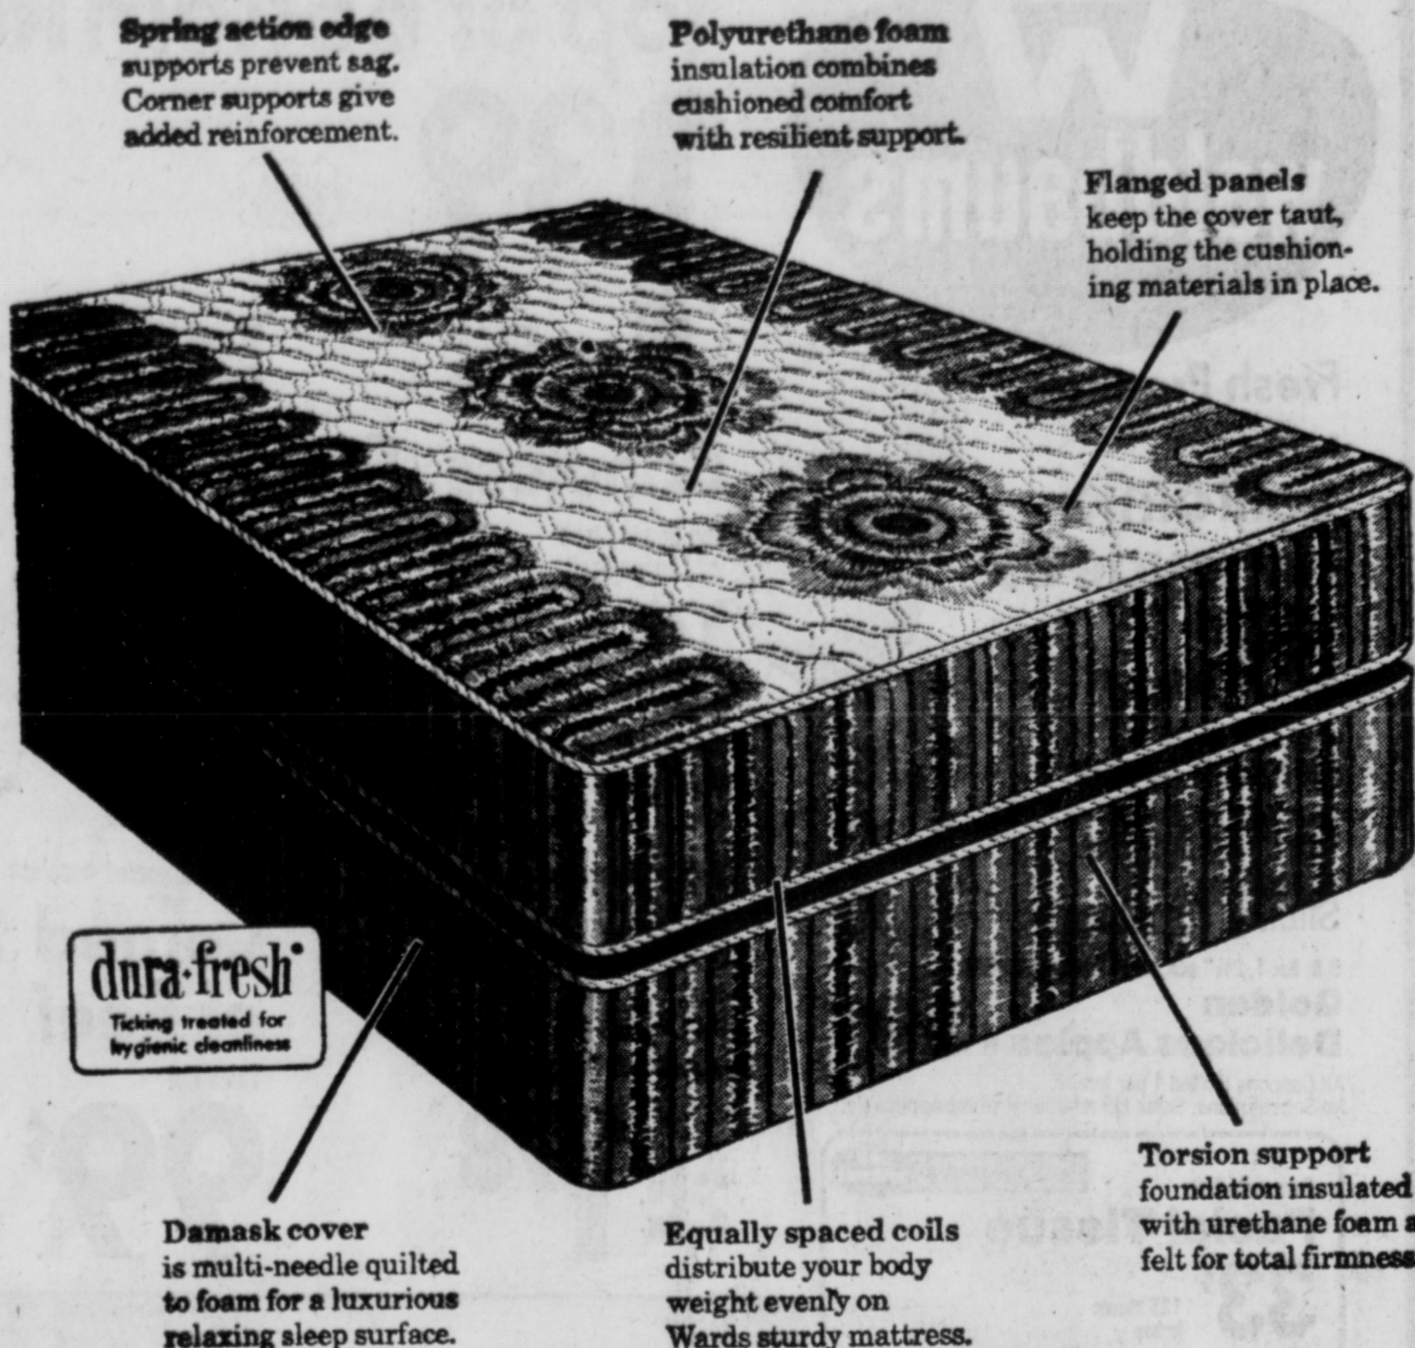 Spring action edge
supports prevent sag.
Corner supports give
added reinforcement.
Polyurethane foam
insulation combines
cushioned comfort
with resilient support.
Flanged panels
keep the cover taut,
holding the cushion-
ing materials in place.
dura·fresh
Ticking treated for
hygienic cleanliness
Damask cover
is multi-needle quilted
to foam for a luxurious
relaxing sleep surface.
Equally spaced coils
distribute your body
weight evenly on
Wards sturdy mattress.
Torsion support
foundation insulated
with urethane foam a
felt for total firmness